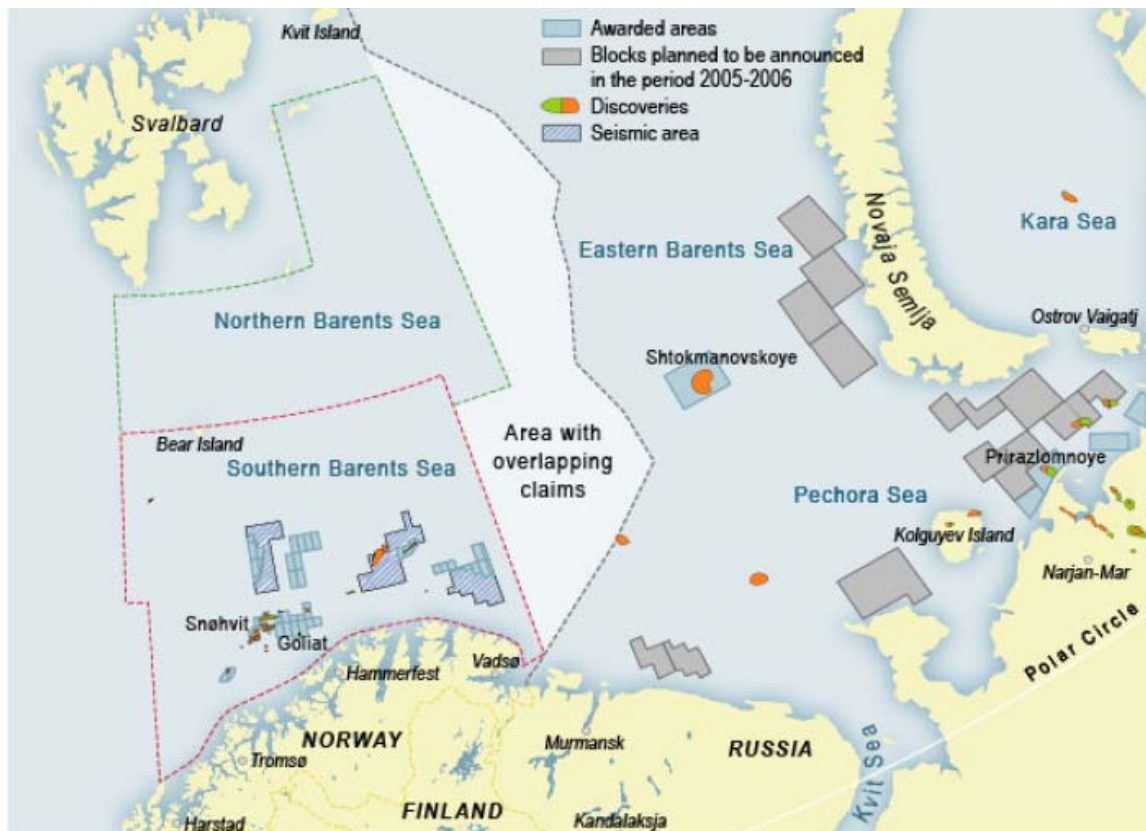 Kvit Island
Awarded areas
Blocks planned to be announced
in the period 2005-2006
Discoveries
Seismic area
Svalbard
Novaja Semlja
Kara Sea
Eastern Barents Sea
Northern Barents Sea
Ostrov Vaigatj
Shtokmanovskoye
Area with
overlapping
claims
Bear Island
Southern Barents Sea
Prirazlomnoye
Pechora Sea
Kolguyev Island
Narjan-Mar
Snøhvit
Goliat
Polar Circle
Hammerfest
Vadsø
NORWAY
Murmansk
RUSSIA
Kvit Sea
Tromsø
FINLAND
Kandalaksja
Harstad